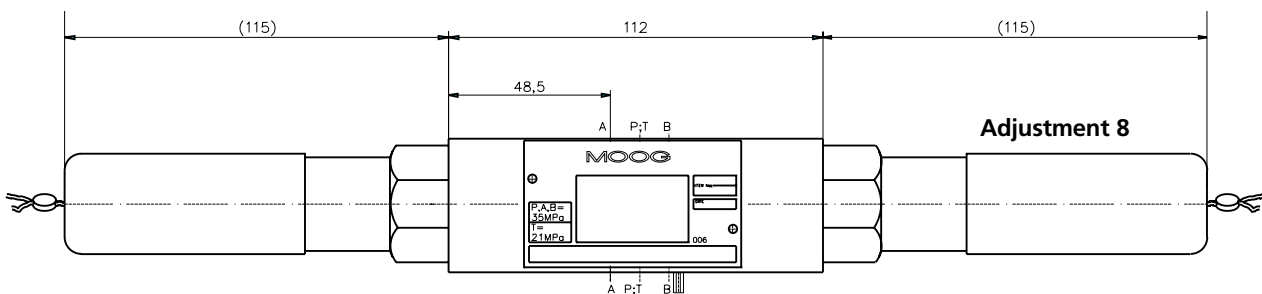 (115) 112 (115)
48,5
A P;T B
Adjustment 8
MOOG
P,A,B=
35MPa
T=
21MPa
006
A P;T B